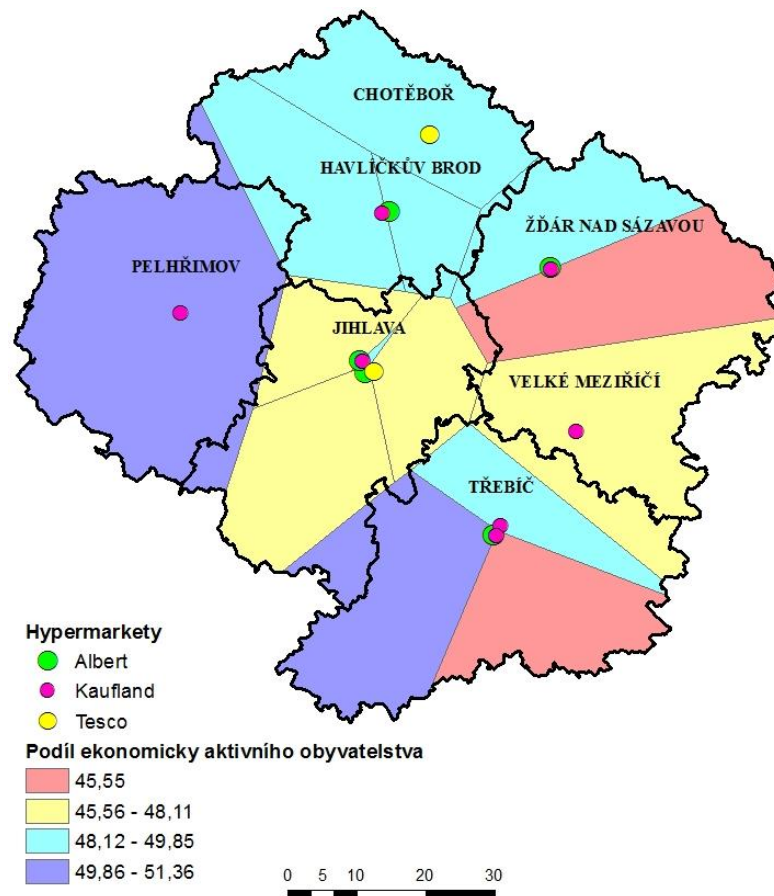 CHOTĚBOŘ
HAVLÍČKŮV BROD
ŽĎÁR NAD SÁZAVOU
PELHŘIMOV
JIHLAVA
VELKÉ MEZIŘÍČÍ
TŘEBÍČ
Hypermarkety
Albert
Kaufland
Tesco
Podíl ekonomicky aktivního obyvatelstva
45,55
45,56 - 48,11
48,12 - 49,85
49,86 - 51,36
0 5 10 20 30